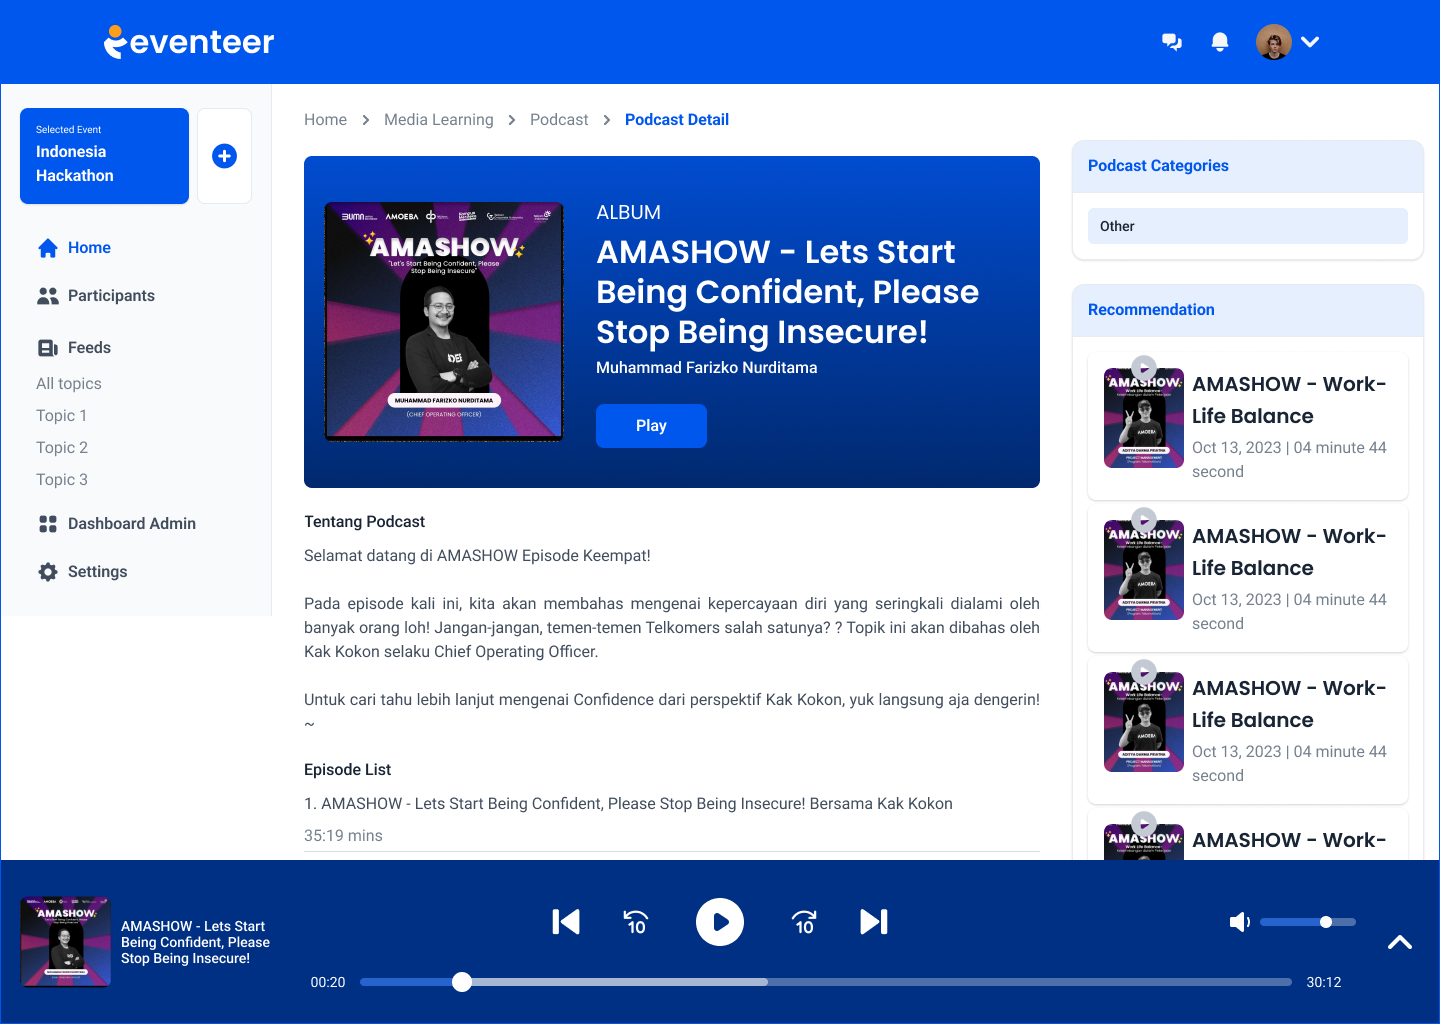 eventeer
Selected Event
Indonesia
Hackathon
Home
Participants
Feeds
All topics
Topic 1
Topic 2
Topic 3
Dashboard Admin
Settings
Home > Media Learning > Podcast > Podcast Detail
BUMN AMOEBA
AMASHOW
"Let's Start Being Confident, Please
Stop Being Insecure"
MUHAMMAD FARIZKO NURDITAMA
(CHIEF OPERATING OFFICER)
ALBUM
AMASHOW - Lets Start
Being Confident, Please
Stop Being Insecure!
Muhammad Farizko Nurditama
Play
Tentang Podcast
Selamat datang di AMASHOW Episode Keempat!
Pada episode kali ini, kita akan membahas mengenai kepercayaan diri yang seringkali dialami oleh
banyak orang loh! Jangan-jangan, temen-temen Telkomers salah satunya? ? Topik ini akan dibahas oleh
Kak Kokon selaku Chief Operating Officer.
Untuk cari tahu lebih lanjut mengenai Confidence dari perspektif Kak Kokon, yuk langsung aja dengerin!
~
Episode List
1. AMASHOW - Lets Start Being Confident, Please Stop Being Insecure! Bersama Kak Kokon
35:19 mins
Podcast Categories
Other
Recommendation
AMASHOW
AMOEBA
AMASHOW - Work-
Life Balance
Oct 13, 2023 | 04 minute 44
second
AMASHOW
AMOEBA
AMASHOW - Work-
Life Balance
Oct 13, 2023 | 04 minute 44
second
AMASHOW
AMOEBA
AMASHOW - Work-
Life Balance
Oct 13, 2023 | 04 minute 44
second
AMASHOW
AMASHOW - Work-
AMASHOW
AMASHOW - Lets Start
Being Confident, Please
Stop Being Insecure!
10
10
00:20
30:12